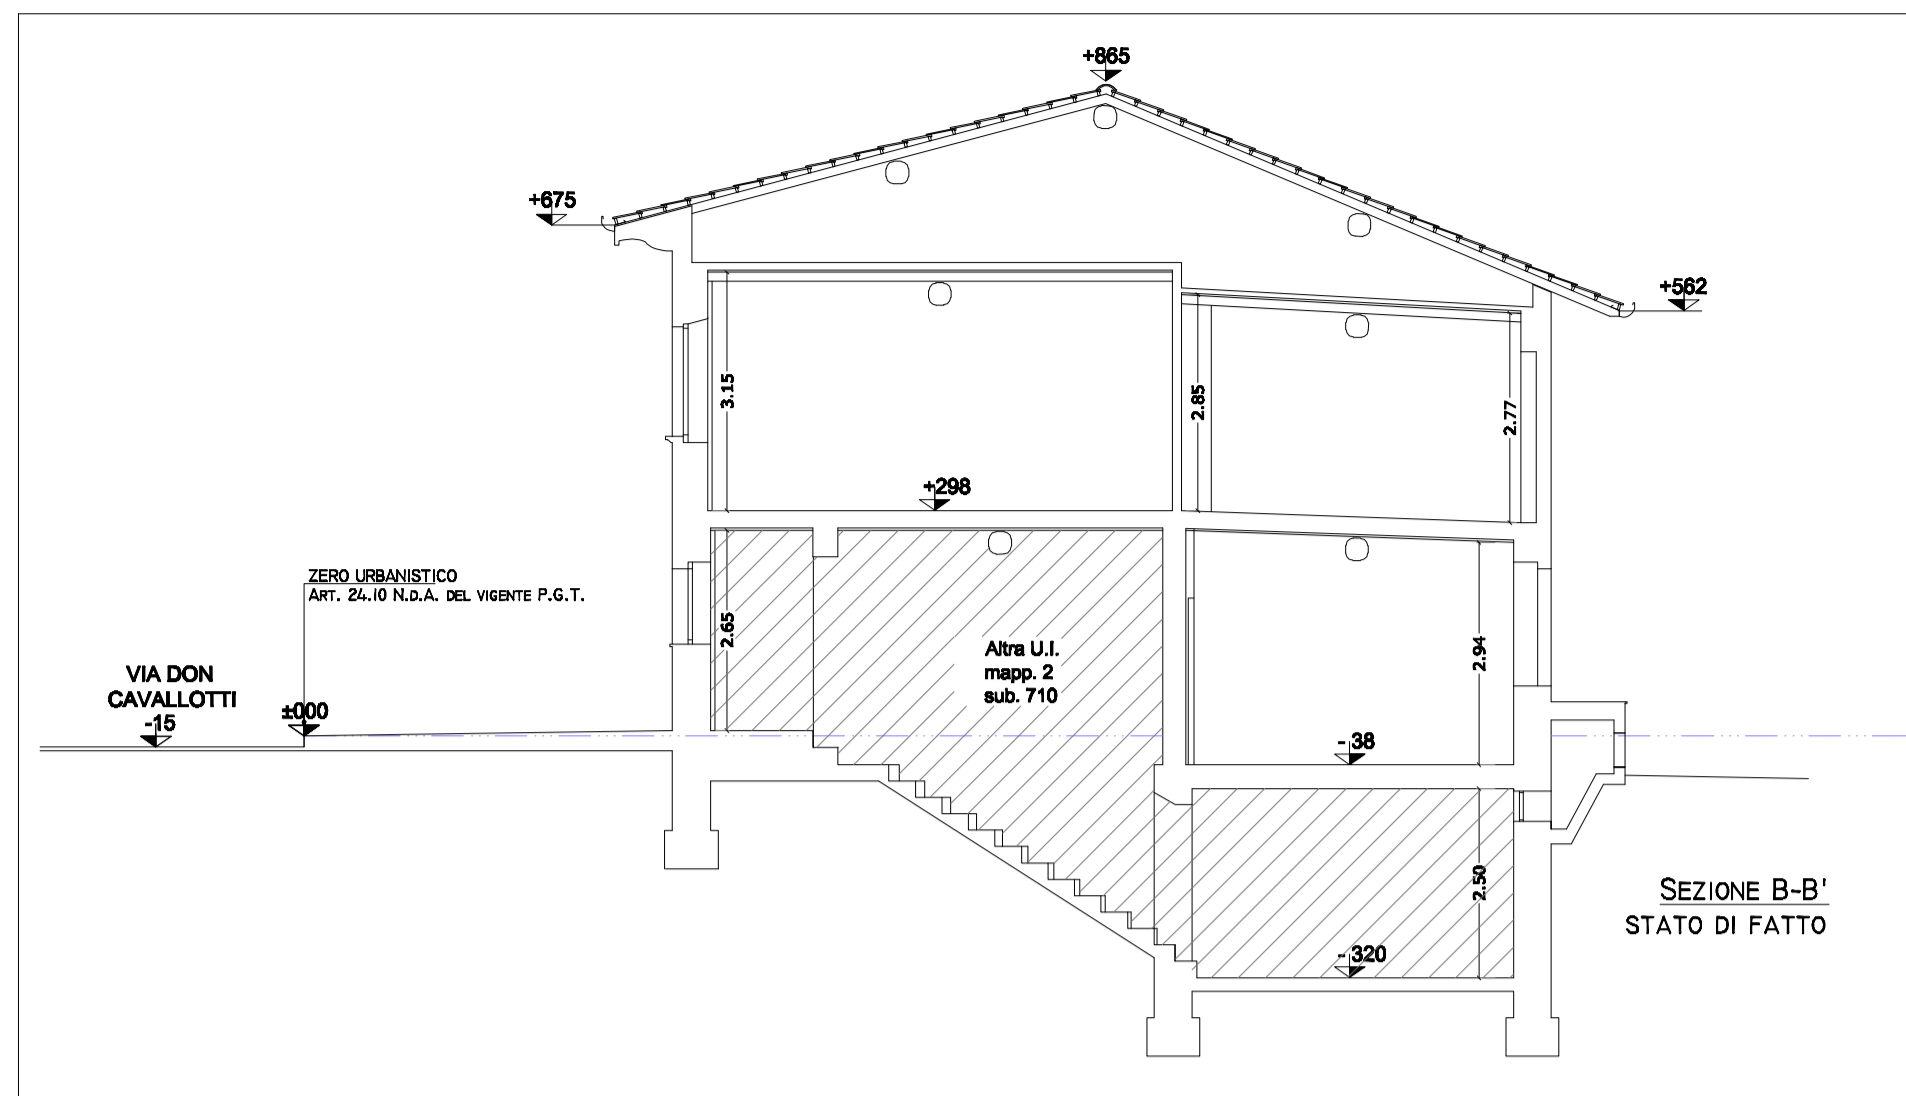 +865
+675
+562
3.15
2.85
2.77
+298
ZERO URBANISTICO
ART. 24.10 N.D.A. DEL VIGENTE P.G.T.
2.65
Altra U.I.
mapp. 2
sub. 710
2.94
VIA DON
CAVALLOTTI
-15
±000
- 38
2.50
SEZIONE B-B'
STATO DI FATTO
- 320